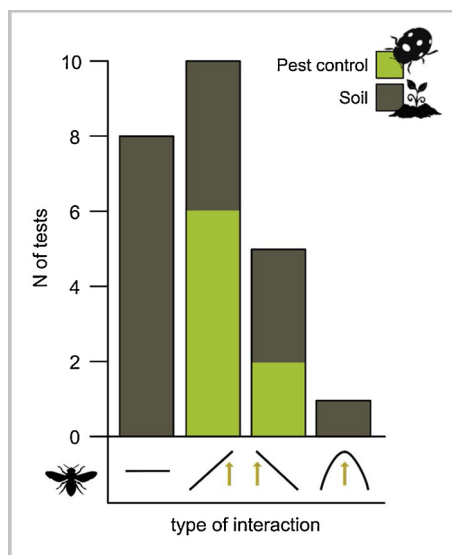 Pest control
Soil
10
8
6
4
2
0
N of tests
type of interaction